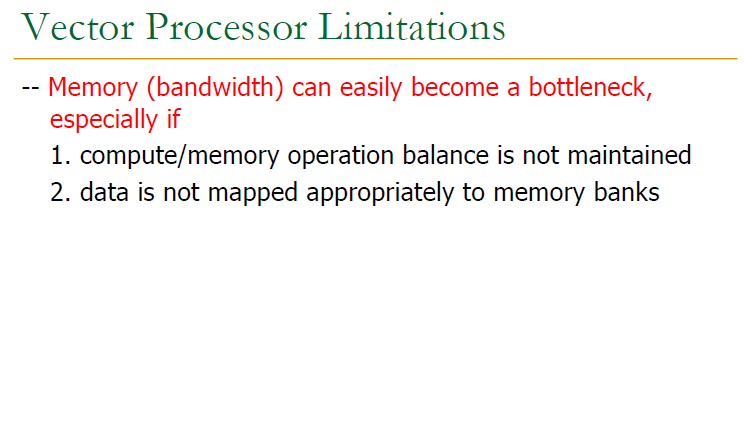 Vector Processor Limitations
-- Memory (bandwidth) can easily become a bottleneck,
especially if
1. compute/memory operation balance is not maintained
2. data is not mapped appropriately to memory banks